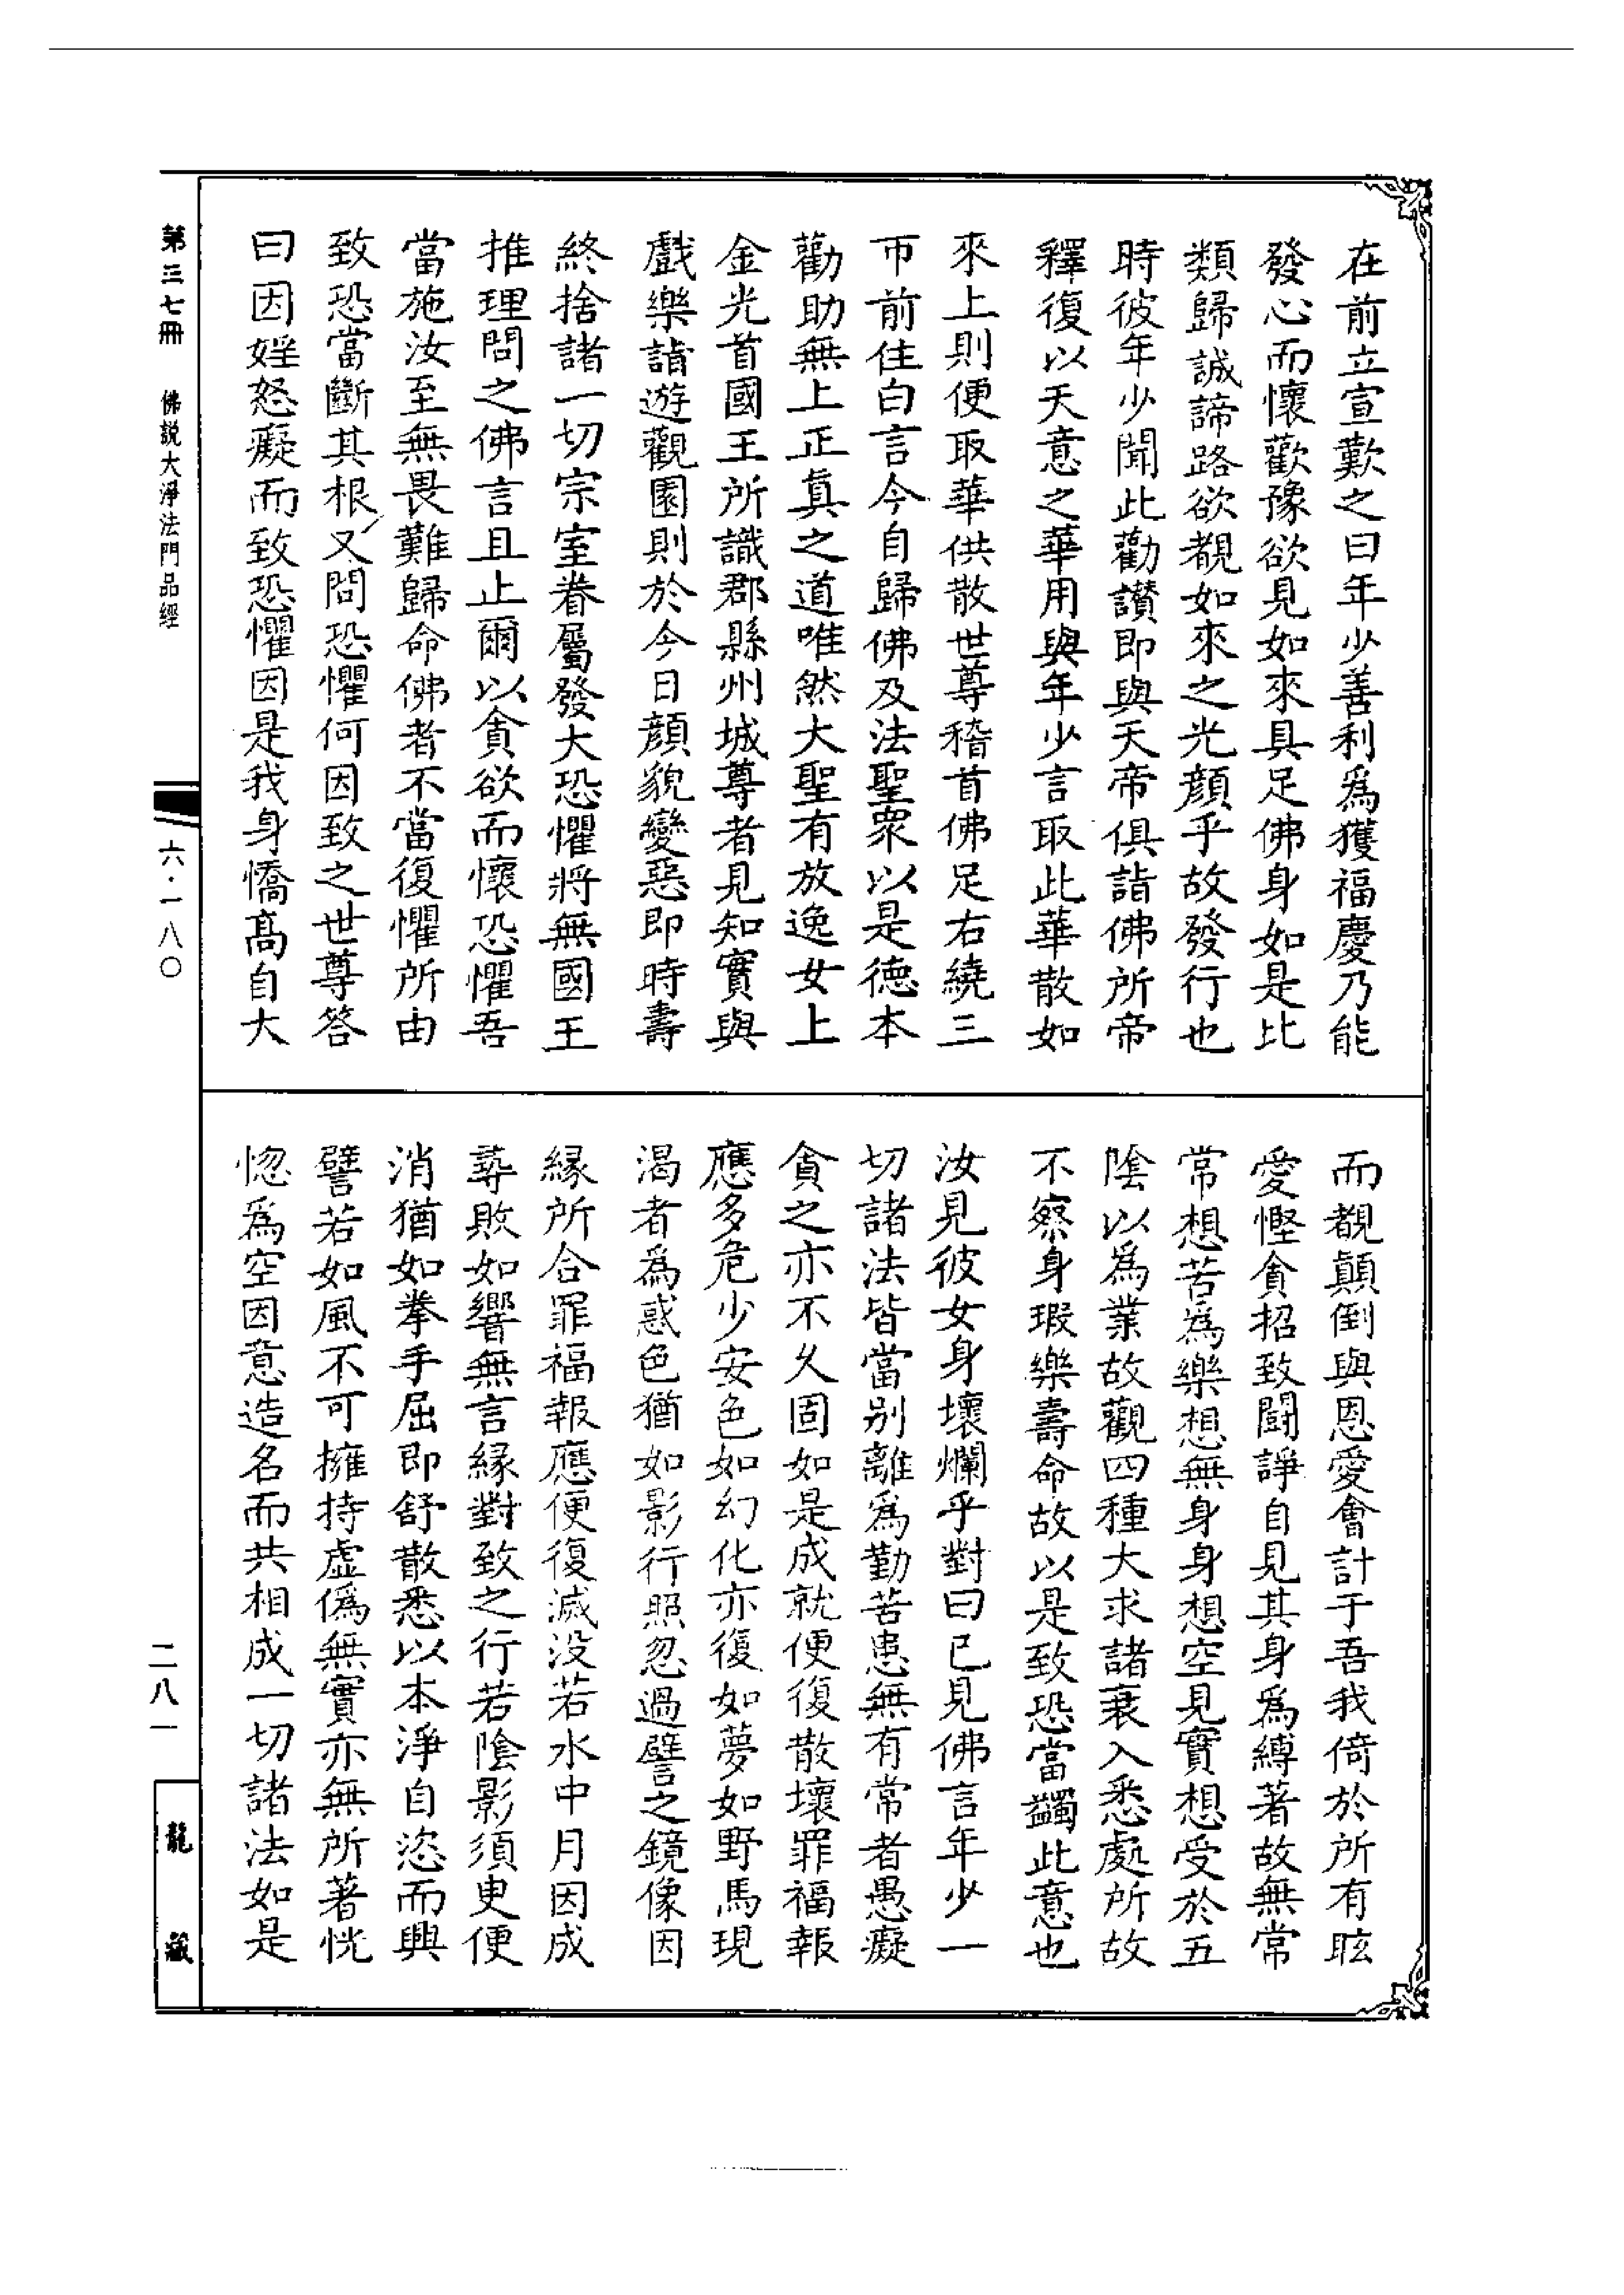 在前立宣歎之曰年少善利爲獲福慶乃能
發心而懷歡豫欲見如來具足佛身如是比
類歸誠諦路欲覩如來之光顏乎故發行也
時彼年少聞此勸讃即與天帝俱詣佛所帝
釋復以天意之華用與年少言取此華散如
來上則便取華供散世尊稽首佛足右繞三
帀前住白言今自歸佛及法聖衆以是德本
勸助無上正真之道唯然大聖有放逸女上
金光首國王所識郡縣州城尊者見知實與
戲樂詣遊觀園則於今日顏貌變惡即時壽
終捨諸一切宗室眷屬發大恐懼將無國王
推理問之佛言且止爾以貪欲而懷恐懼吾
當施汝至無畏難歸命佛者不當復懼所由
致恐當斷其根又問恐懼何因致之世尊答
曰因婬怒癡而致恐懼因是我身憍髙自大
而覩顛倒與恩愛會計于吾我倚於所有眩
愛慳貪招致鬪諍自見其身爲縛著故無常
常想苦爲樂想無身身想空見實想受於五
陰以爲業故觀四種大求諸衰入悉處所故
不察身瑕樂壽命故以是致恐當蠲此意也
汝見彼女身壞爛乎對曰已見佛言年少一
切諸法皆當別離爲勤苦患無有常者愚癡
貪之亦不久固如是成就便復散壞罪福報
應多危少安色如幻化亦復如夢如野馬現
渴者爲惑色猶如影行照忽過譬之鏡像因
緣所合罪福報應便復滅没若水中月因成
尋敗如響無言緣對致之行若陰影須臾便
消猶如拳手屈即舒散悉以本淨自恣而興
譬若如風不可擁持虛僞無實亦無所著恍
惚爲空因意造名而共相成一切諸法如是
第三七冊 佛説大淨法門品經
六·一八〇
二八一
龍藏